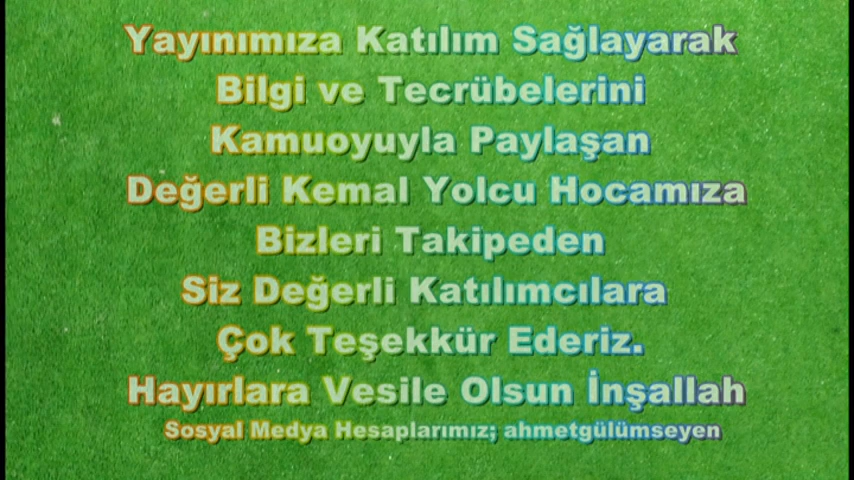 Yayınımıza Katılım Sağlayarak
Bilgi ve Tecrübelerini
Kamuoyuyla Paylaşan
Değerli Kemal Yolcu Hocamıza
Bizleri Takipeden
Siz Değerli Katılımcılara
Çok Teşekkür Ederiz.
Hayırlara Vesile Olsun İnşallah
Sosyal Medya Hesaplarımız; ahmetgülümseyen